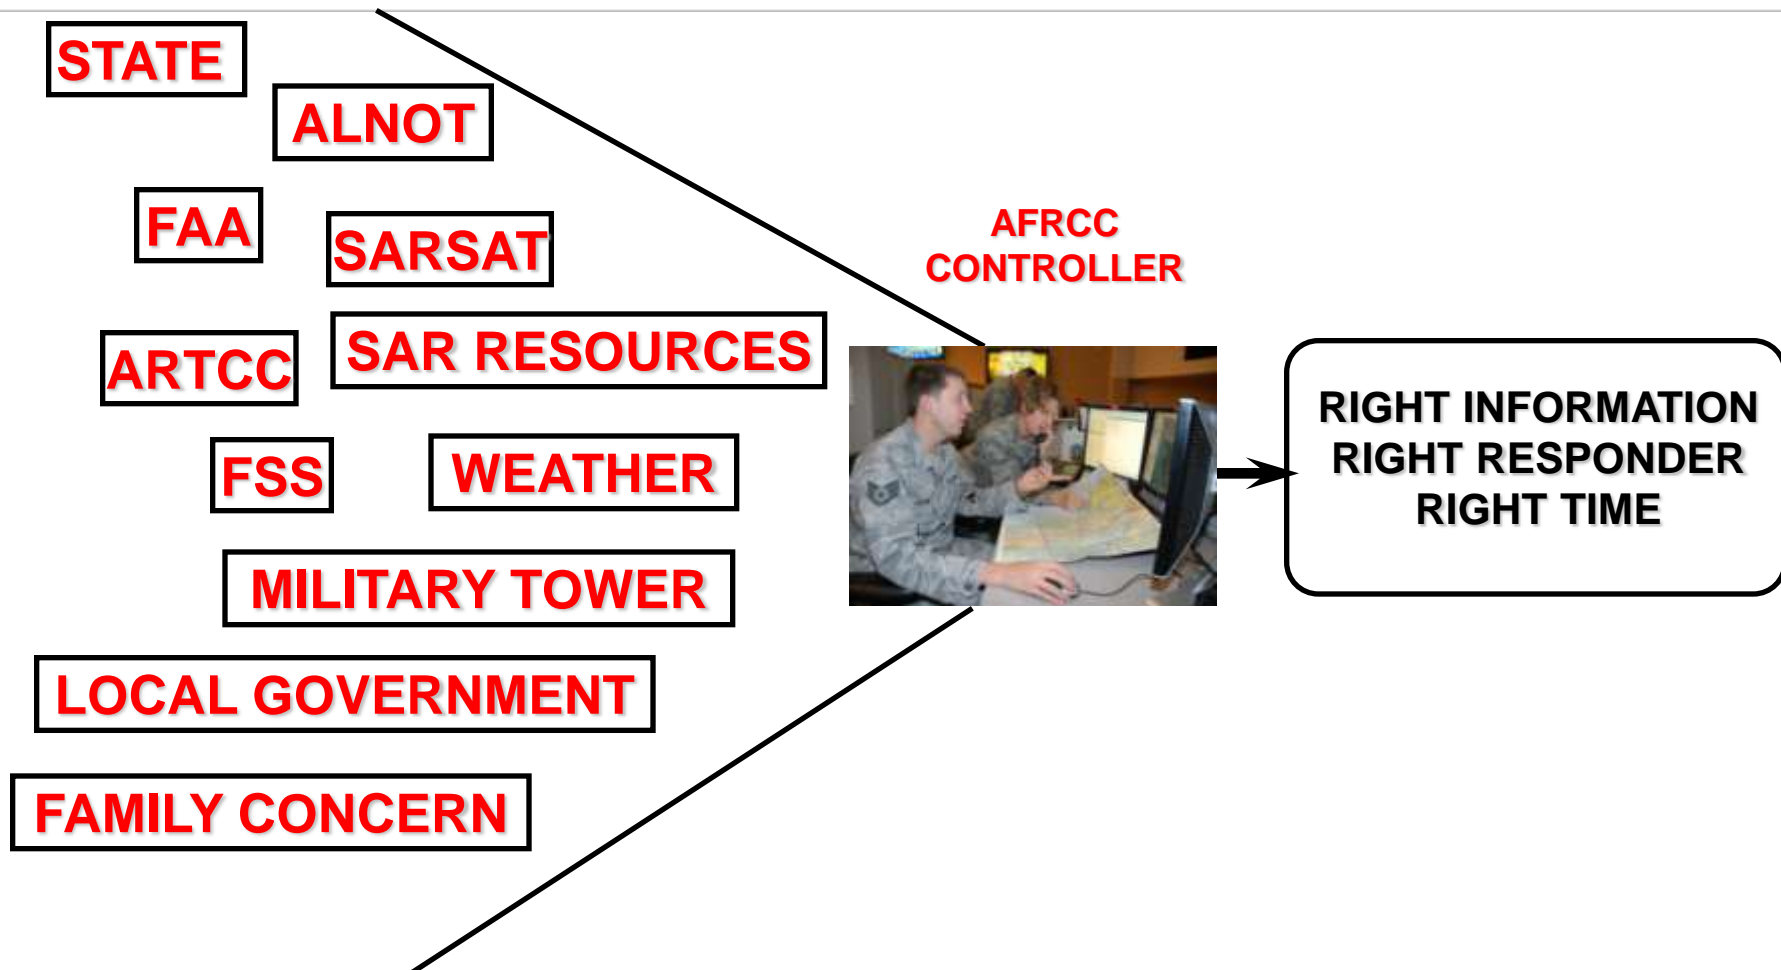 STATE
ALNOT
FAA
SARSAT
ARTCC
SAR RESOURCES
FSS
WEATHER
MILITARY TOWER
LOCAL GOVERNMENT
FAMILY CONCERN
AFRCC
CONTROLLER
RIGHT INFORMATION
RIGHT RESPONDER
RIGHT TIME